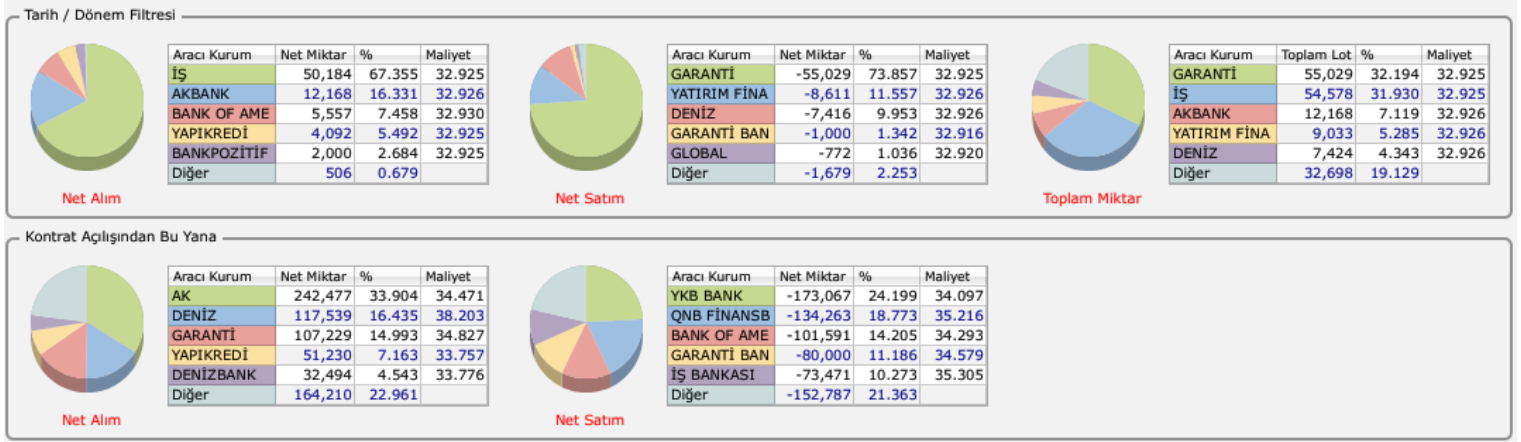 Tarih / Dönem Filtresi
Aracı Kurum Net Miktar % Maliyet
İŞ 50,184 67.355 32.925
AKBANK 12,168 16.331 32.926
BANK OF AME 5,557 7.458 32.930
YAPIKREDİ 4,092 5.492 32.925
BANKPOZİTİF 2,000 2.684 32.925
Diğer 506 0.679
Net Alım
Aracı Kurum Net Miktar % Maliyet
GARANTİ -55,029 73.857 32.925
YATIRIM FİNA -8,611 11.557 32.926
DENİZ -7,416 9.953 32.926
GARANTİ BAN -1,000 1.342 32.916
GLOBAL -772 1.036 32.920
Diğer -1,679 2.253
Net Satım
Aracı Kurum Toplam Lot % Maliyet
GARANTİ 55,029 32.194 32.925
İŞ 54,578 31.930 32.925
AKBANK 12,168 7.119 32.926
YATIRIM FİNA 9,033 5.285 32.926
DENİZ 7,424 4.343 32.926
Diğer 32,698 19.129
Toplam Miktar
Kontrat Açılışından Bu Yana
Aracı Kurum Net Miktar % Maliyet
AK 242,477 33.904 34.471
DENİZ 117,539 16.435 38.203
GARANTİ 107,229 14.993 34.827
YAPIKREDİ 51,230 7.163 33.757
DENİZBANK 32,494 4.543 33.776
Diğer 164,210 22.961
Net Alım
Aracı Kurum Net Miktar % Maliyet
YKB BANK -173,067 24.199 34.097
QNB FİNANSB -134,263 18.773 35.216
BANK OF AME -101,591 14.205 34.293
GARANTİ BAN -80,000 11.186 34.579
İŞ BANKASI -73,471 10.273 35.305
Diğer -152,787 21.363
Net Satım